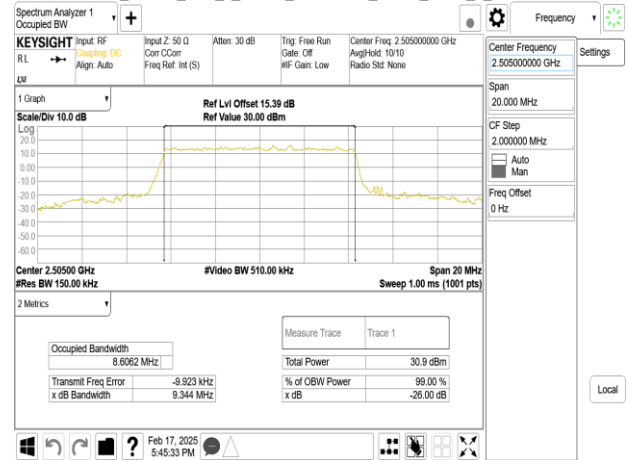 Spectrum Analyzer 1
Occupied BW
Frequency
KEYSIGHT
RL
LXI
Input: RF
Coupling: DC
Align: Auto
Input Z: 50 Ω
Corr CCorr
Freq Ref: Int (S)
Atten: 30 dB
Trig: Free Run
Gate: Off
#IF Gain: Low
Center Freq: 2.505000000 GHz
Avg|Hold: 10/10
Radio Std: None
Center Frequency
2.505000000 GHz
Settings
Span
20.000 MHz
CF Step
2.000000 MHz
Auto
Man
Freq Offset
0 Hz
Local
1 Graph
Scale/Div 10.0 dB
Ref Lvl Offset 15.39 dB
Ref Value 30.00 dBm
Log
20.0
10.0
0.00
-10.0
-20.0
-30.0
-40.0
-50.0
-60.0
Center 2.50500 GHz
#Video BW 510.00 kHz
Span 20 MHz
#Res BW 150.00 kHz
Sweep 1.00 ms (1001 pts)
2 Metrics
Measure Trace
Trace 1
Occupied Bandwidth
8.6062 MHz
Total Power
30.9 dBm
Transmit Freq Error
-9.923 kHz
% of OBW Power
99.00 %
x dB Bandwidth
9.344 MHz
x dB
-26.00 dB
Feb 17, 2025
5:45:33 PM